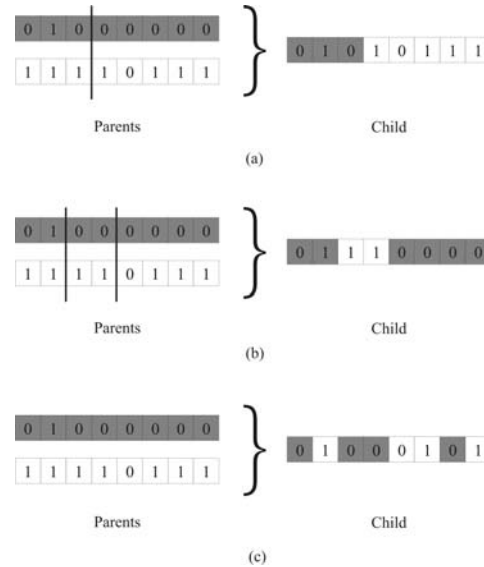 0 1 0 0 0 0 0 0
0 1 0 1 0 1 1 1
1 1 1 1 0 1 1 1
Parents
Child
(a)
0 1 0 0 0 0 0 0
0 1 1 1 0 0 0 0
1 1 1 1 0 1 1 1
Parents
Child
(b)
0 1 0 0 0 0 0 0
0 1 0 0 0 1 0 1
1 1 1 1 0 1 1 1
Parents
Child
(c)